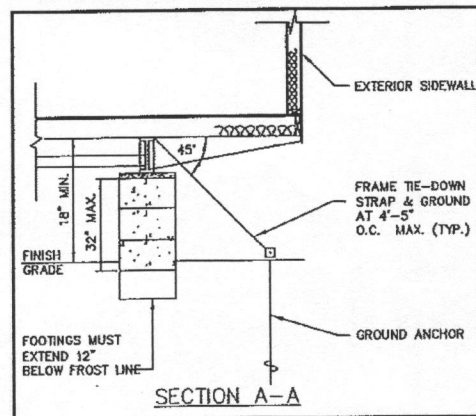 EXTERIOR SIDEWALL
45°
18" MIN.
32" MAX.
FRAME TIE-DOWN
STRAP & GROUND
AT 4'-5"
O.C. MAX. (TYP.)
FINISH
GRADE
GROUND ANCHOR
FOOTINGS MUST
EXTEND 12"
BELOW FROST LINE
SECTION A-A